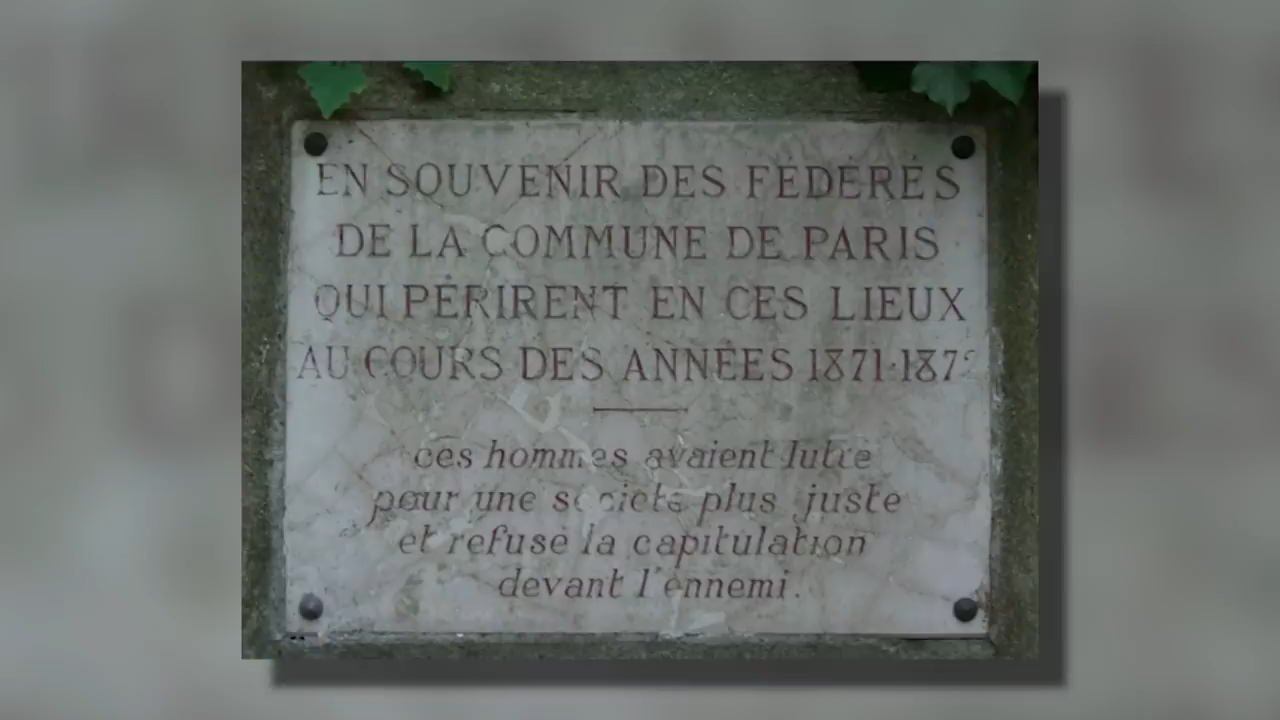 EN SOUVENIR DES FÉDÉRÉS
DE LA COMMUNE DE PARIS
QUI PÉRIRENT EN CES LIEUX
AU COURS DES ANNÉES 1871-1872
ces hommes avaient lutté
pour une société plus juste
et refusé la capitulation
devant l'ennemi.